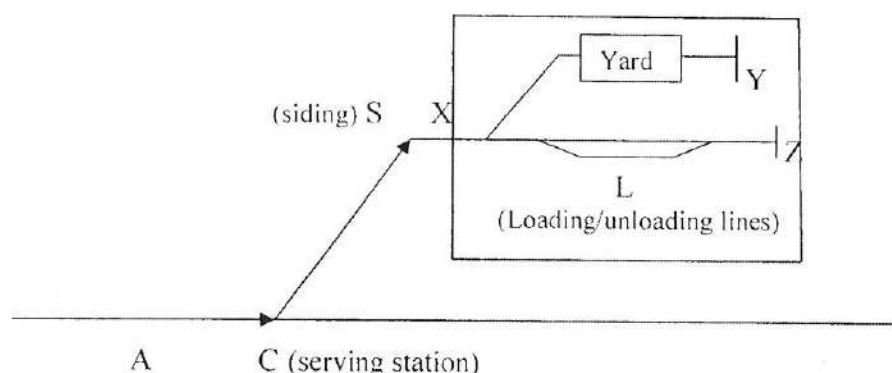 Yard
Y
(siding) S X
Z
L
(Loading/unloading lines)
A C (serving station)